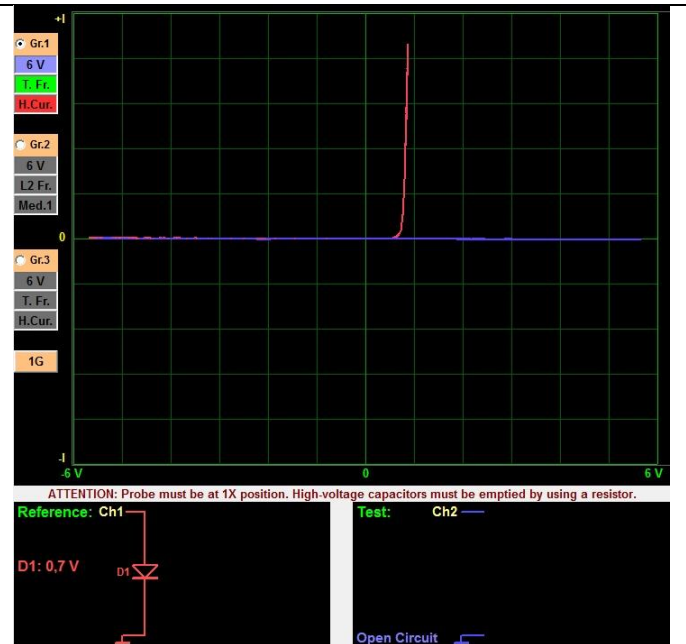 +I
Gr.1
6 V
T. Fr.
H.Cur.
Gr.2
6 V
L2 Fr.
Med.1
0
Gr.3
6 V
T. Fr.
H.Cur.
1G
-I
-6 V 0 6 V
ATTENTION: Probe must be at 1X position. High-voltage capacitors must be emptied by using a resistor.
Reference: Ch1
D1: 0,7 V
D1
Test: Ch2
Open Circuit